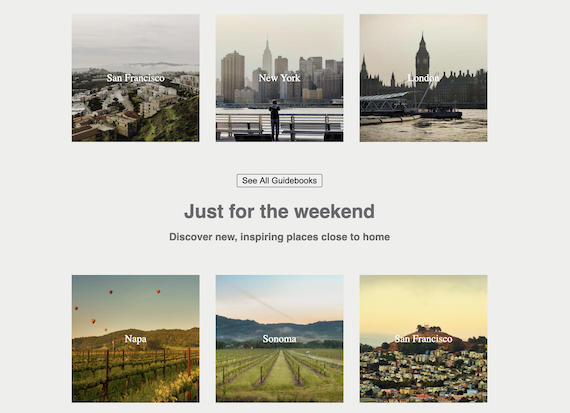 San Francisco
New York
London
See All Guidebooks
Just for the weekend
Discover new, inspiring places close to home
Napa
Sonoma
San Francisco